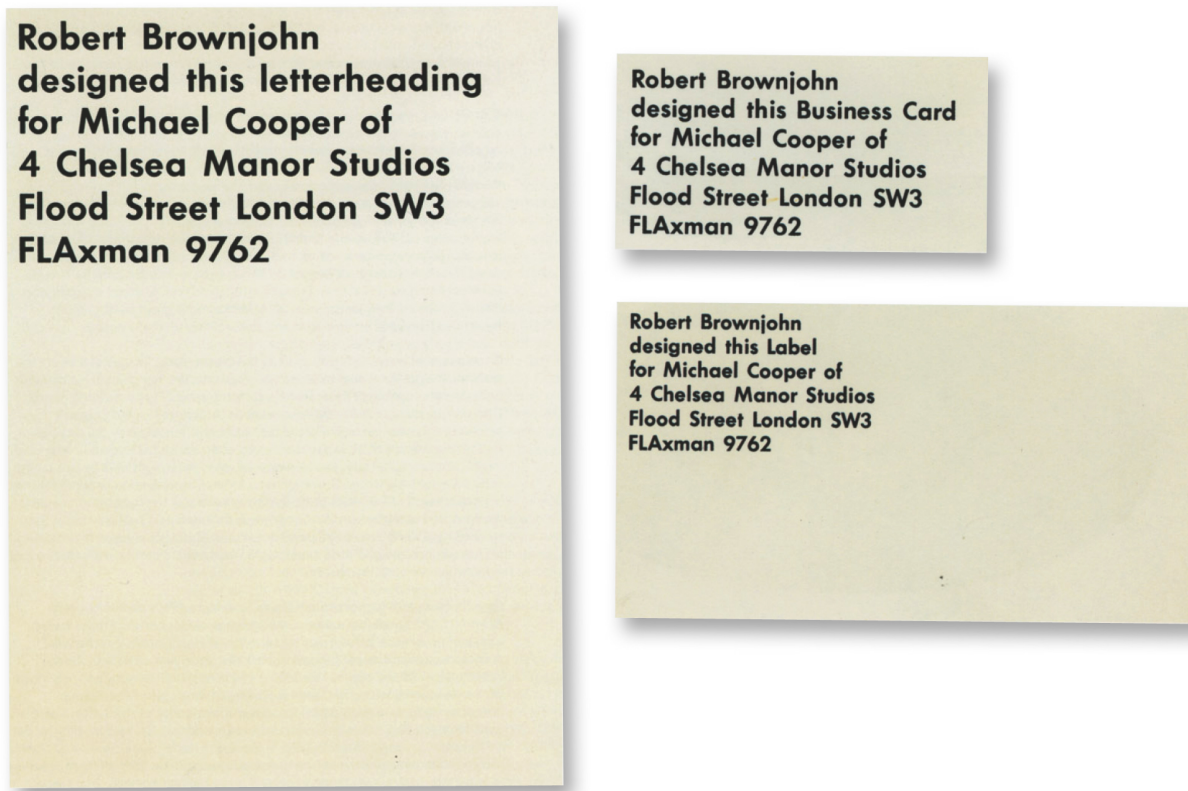 Robert Brownjohn
designed this letterheading
for Michael Cooper of
4 Chelsea Manor Studios
Flood Street London SW3
FLAxman 9762
Robert Brownjohn
designed this Business Card
for Michael Cooper of
4 Chelsea Manor Studios
Flood Street London SW3
FLAxman 9762
Robert Brownjohn
designed this Label
for Michael Cooper of
4 Chelsea Manor Studios
Flood Street London SW3
FLAxman 9762